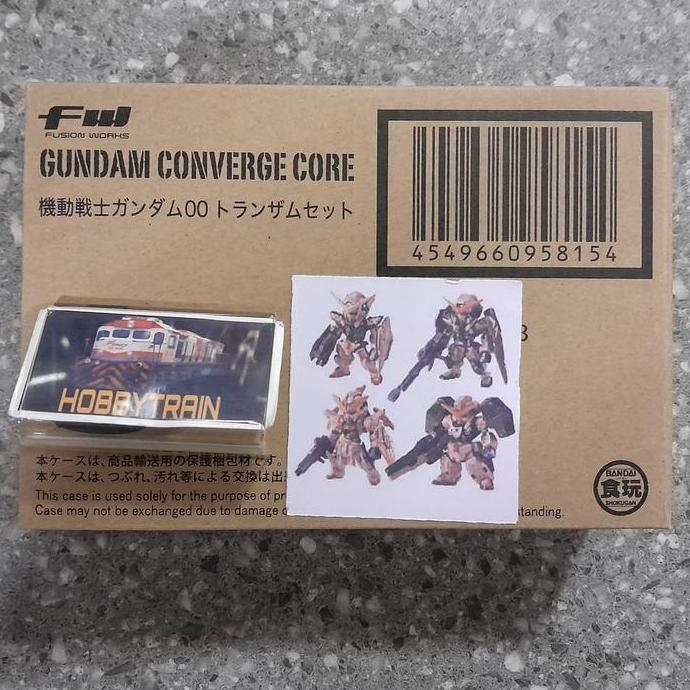 FW
FUSION WORKS
GUNDAM CONVERGE CORE
機動戦士ガンダム00 トランザムセット
4549660958154
HOBBYTRAIN
本ケースは、商品輸送用の保護梱包材です。
本ケースは、つぶれ、汚れ等による交換は出
This case is used solely for the purpose of
Case may not be exchanged due to damage
standing.
BANDAI
食玩
SHOKUGAN